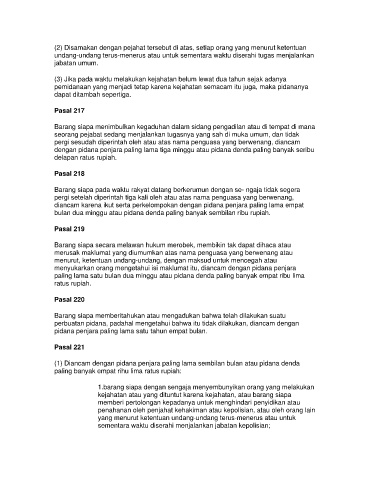 (2) Disamakan dengan pejahat tersebut di atas, setiap orang yang menurut ketentuan
undang-undang terus-menerus atau untuk sementara waktu diserahi tugas menjalankan
jabatan umum.
(3) Jika pada waktu melakukan kejahatan belum lewat dua tahun sejak adanya
pemidanaan yang menjadi tetap karena kejahatan semacam itu juga, maka pidananya
dapat ditambah sepertiga.
Pasal 217
Barang siapa menimbulkan kegaduhan dalam sidang pengadilan atau di tempat di mana
seorang pejabat sedang menjalankan tugasnya yang sah di muka umum, dan tidak
pergi sesudah diperintah oleh atau atas nama penguasa yang berwenang, diancam
dengan pidana penjara paling lama tiga minggu atau pidana denda paling banyak seribu
delapan ratus rupiah.
Pasal 218
Barang siapa pada waktu rakyat datang berkerumun dengan se- ngaja tidak segera
pergi setelah diperintah tiga kali oleh atau atas nama penguasa yang berwenang,
diancam karena ikut serta perkelompokan dengan pidana penjara paling lama empat
bulan dua minggu atau pidana denda paling banyak sembilan ribu rupiah.
Pasal 219
Barang siapa secara melawan hukum merobek, membikin tak dapat dihaca atau
merusak maklumat yang diumumkan atas nama penguasa yang berwenang atau
menurut, ketentuan undang-undang, dengan maksud untuk mencegah atau
menyukarkan orang mengetahui isi maklumat itu, diancam dengan pidana penjara
paling lama satu bulan dua minggu atau pidana denda paling banyak empat ribu lima
ratus rupiah.
Pasal 220
Barang siapa memberitahukan atau mengadukan bahwa telah dilakukan suatu
perbuatan pidana, padahal mengetahui bahwa itu tidak dilakukan, diancam dengan
pidana penjara paling lama satu tahun empat bulan.
Pasal 221
(1) Diancam dengan pidana penjara paling lama sembilan bulan atau pidana denda
paling banyak empat rihu lima ratus rupiah:
1.barang siapa dengan sengaja menyembunyikan orang yang melakukan
kejahatan atau yang dituntut karena kejahatan, atau barang siapa
memberi pertolongan kepadanya untuk menghindari penyidikan atau
penahanan oleh penjahat kehakiman atau kepolisian, atau oleh orang lain
yang menurut ketentuan undang-undang terus-menerus atau untuk
sementara waktu diserahi menjalankan jabatan kepolisian;